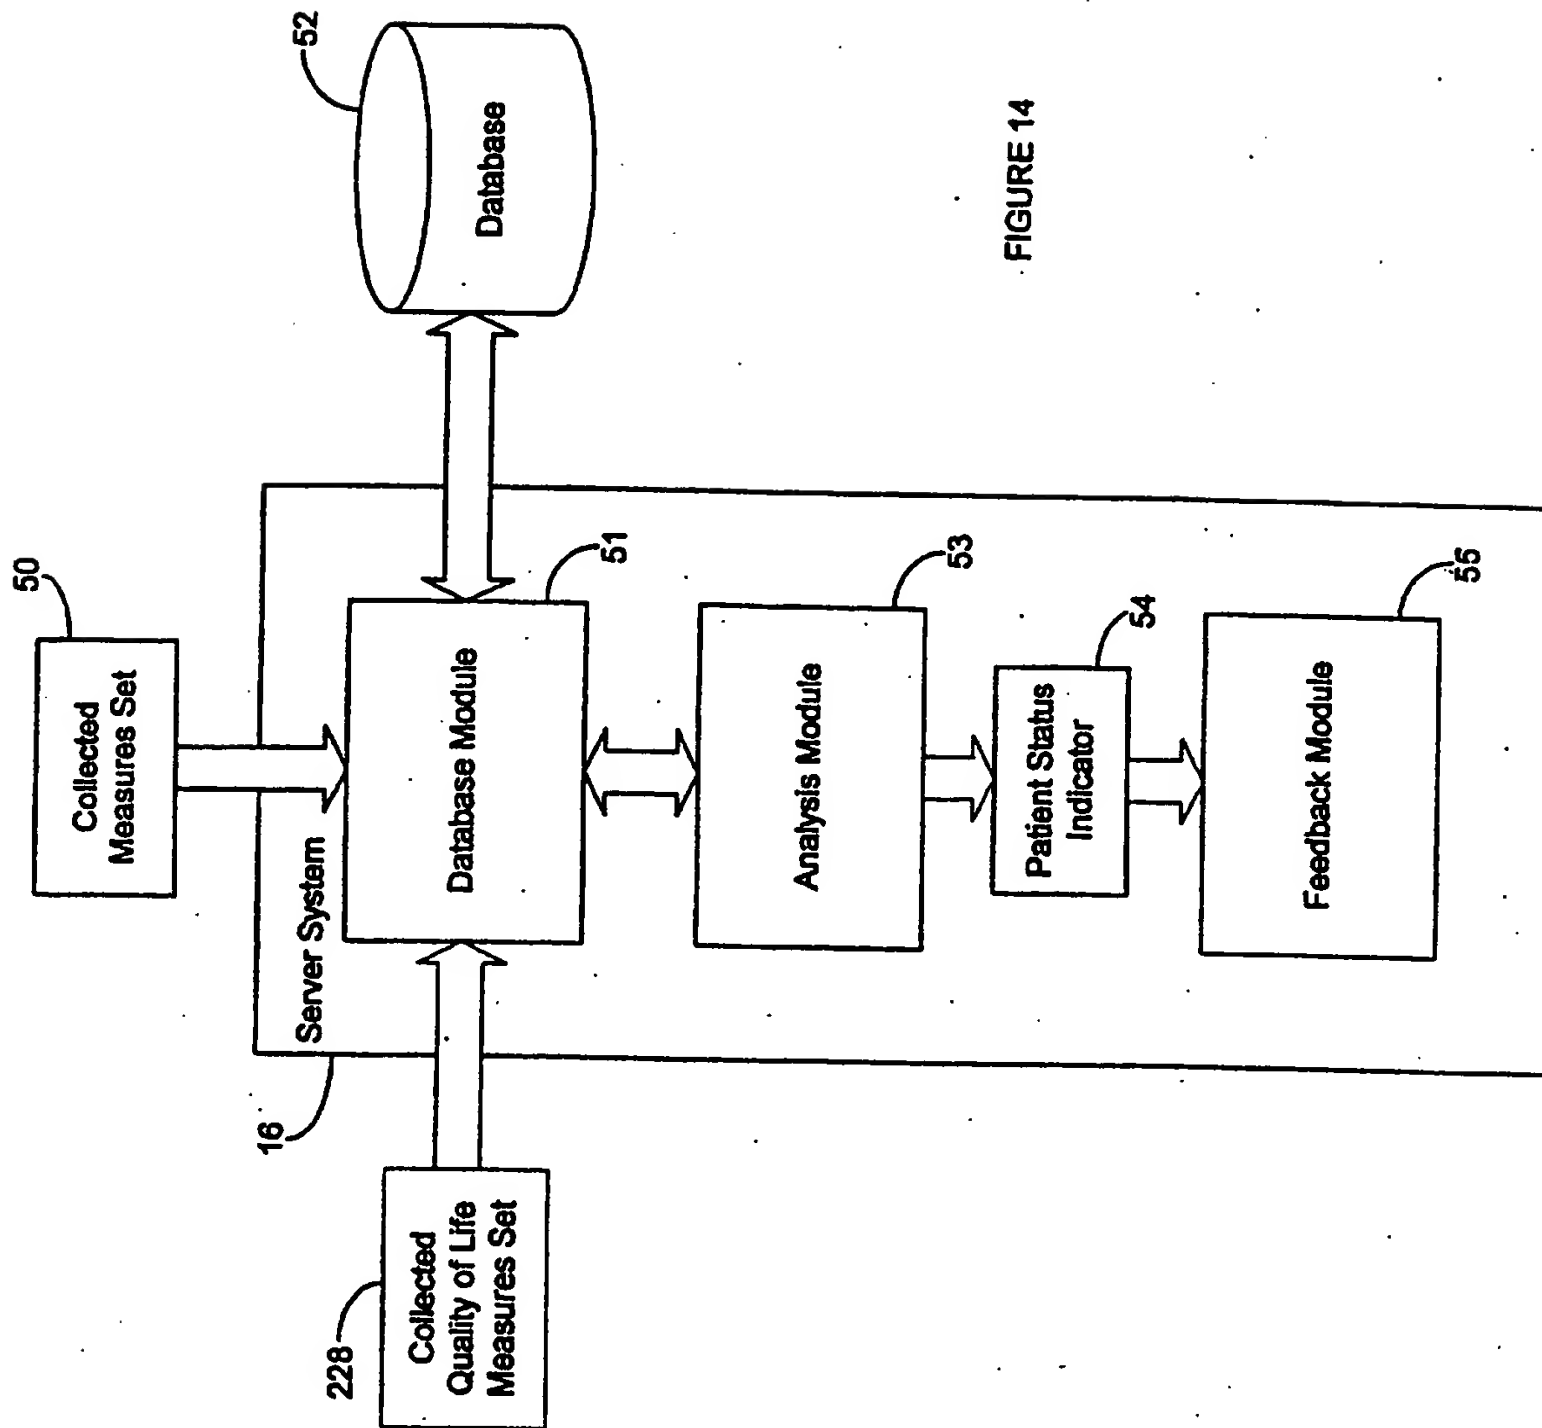 228
Collected
Quality of Life
Measures Set
16
Server System
50
Collected
Measures Set
51
Database Module
52
Database
53
Analysis Module
54
Patient Status
Indicator
55
Feedback Module
FIGURE 14